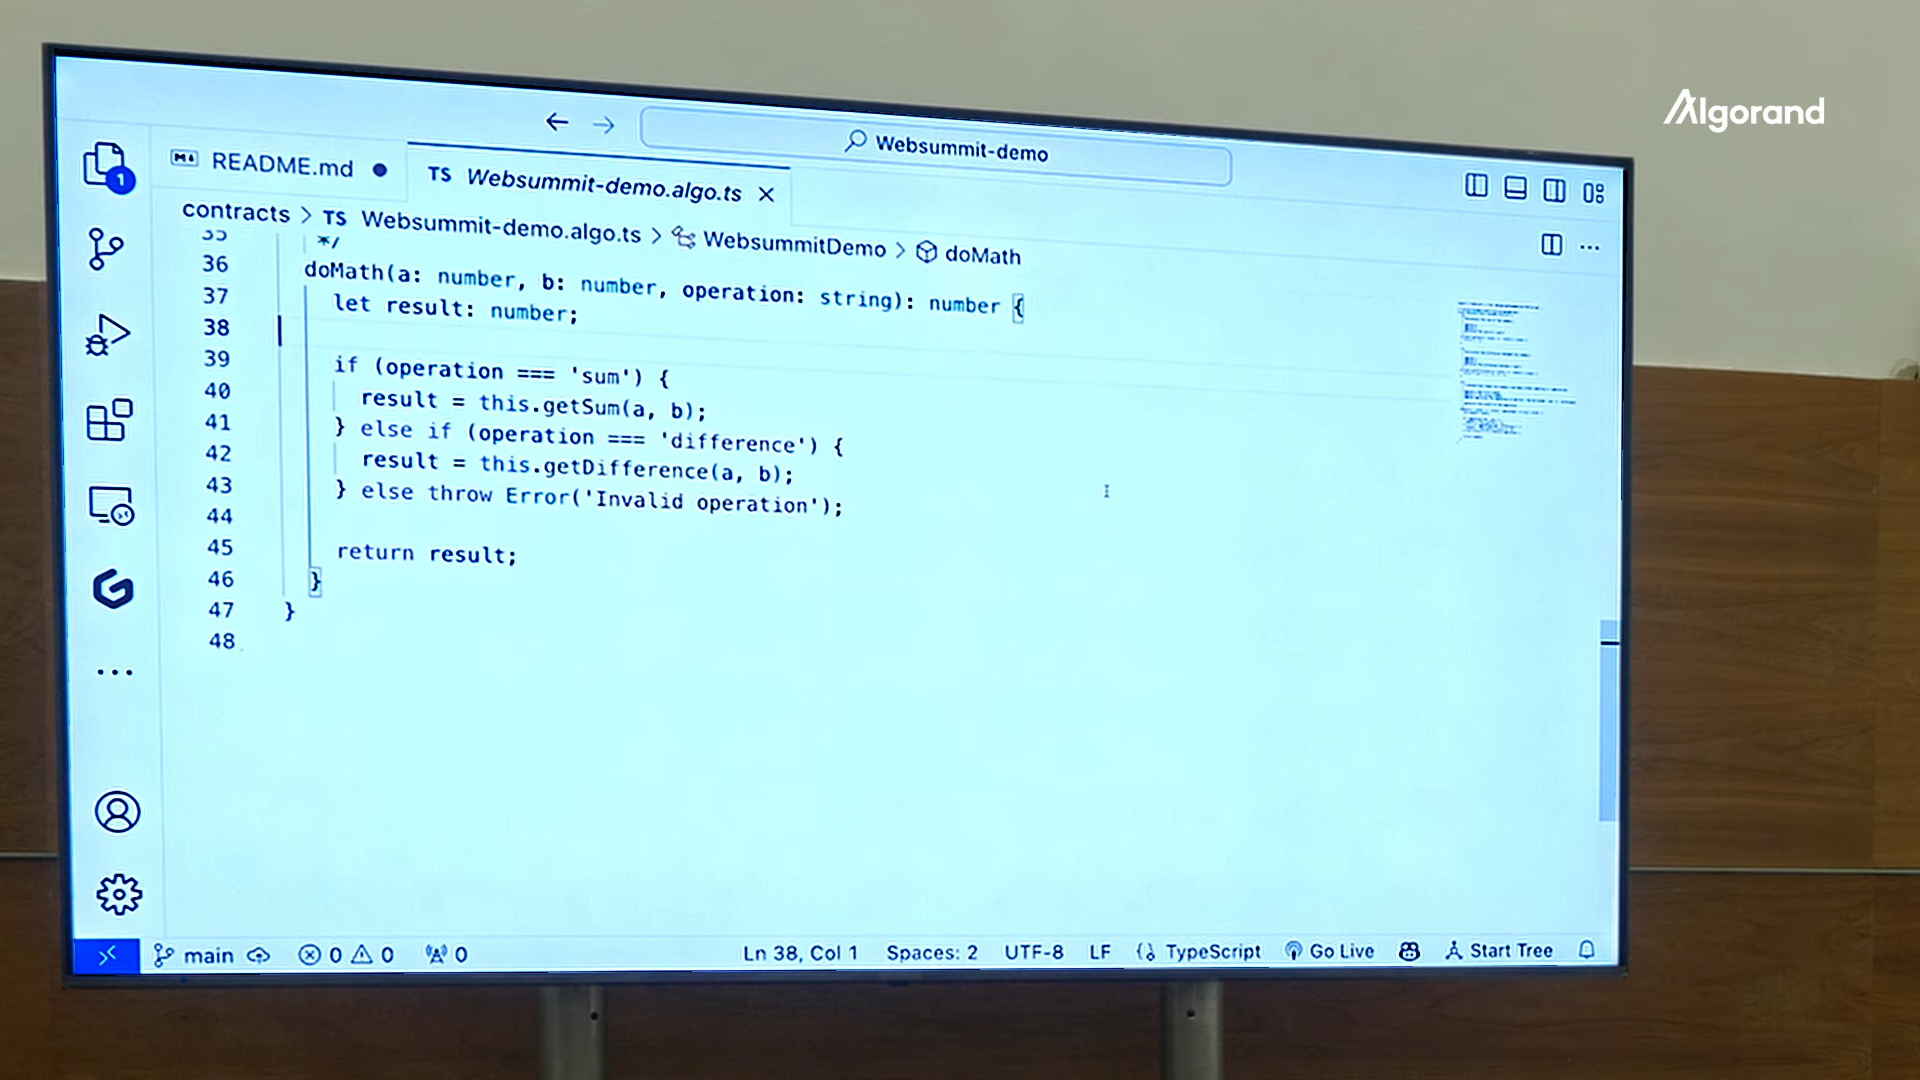 Algorand
Websummit-demo
README.md
TS Websummit-demo.algo.ts
contracts > TS Websummit-demo.algo.ts > WebsummitDemo > doMath
35 */
36 doMath(a: number, b: number, operation: string): number {
37 let result: number;
38
39 if (operation === 'sum') {
40 result = this.getSum(a, b);
41 } else if (operation === 'difference') {
42 result = this.getDifference(a, b);
43 } else throw Error('Invalid operation');
44
45 return result;
46 }
47 }
48
1
main 0 0 0 Ln 38, Col 1 Spaces: 2 UTF-8 LF TypeScript Go Live Start Tree